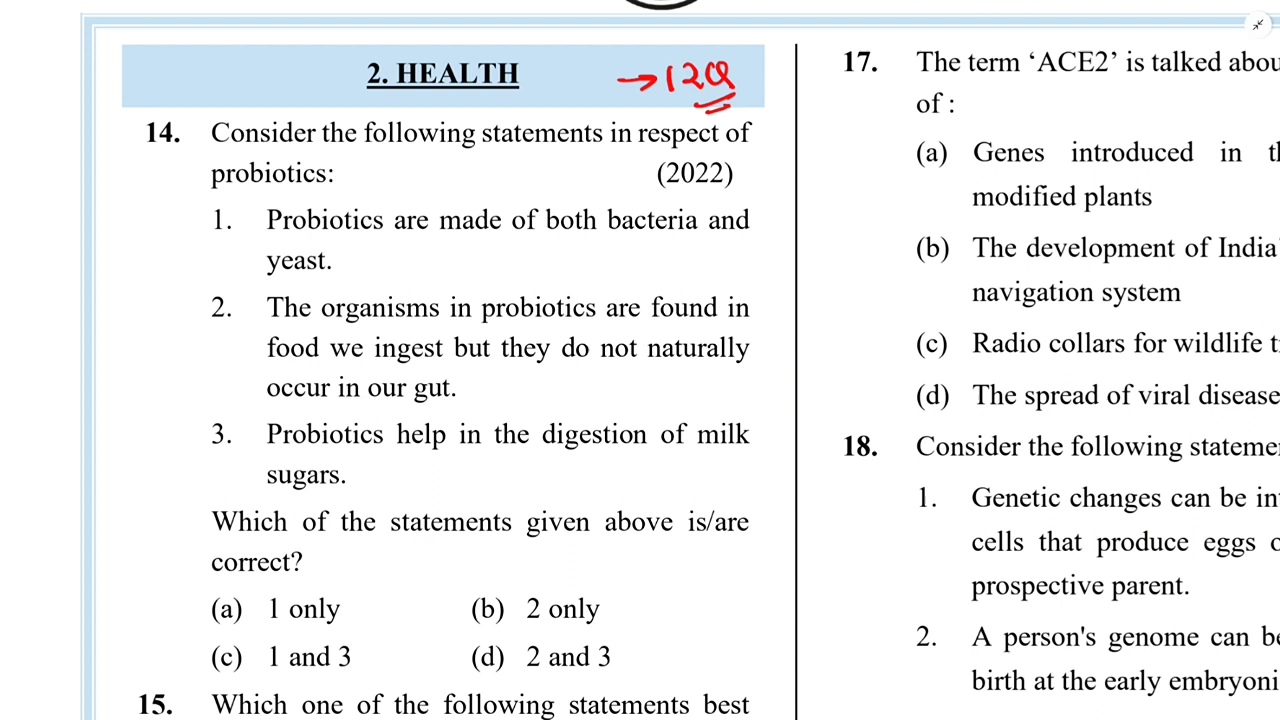 2. HEALTH →12Q
14. Consider the following statements in respect of
probiotics: (2022)
1. Probiotics are made of both bacteria and
yeast.
2. The organisms in probiotics are found in
food we ingest but they do not naturally
occur in our gut.
3. Probiotics help in the digestion of milk
sugars.
Which of the statements given above is/are
correct?
(a) 1 only (b) 2 only
(c) 1 and 3 (d) 2 and 3
15. Which one of the following statements best
17. The term ‘ACE2’ is talked abou
of :
(a) Genes introduced in
modified plants
(b) The development of India'
navigation system
(c) Radio collars for wildlife
(d) The spread of viral disease
18. Consider the following stateme
1. Genetic changes can be in
cells that produce eggs
prospective parent.
2. A person's genome can be
birth at the early embryoni